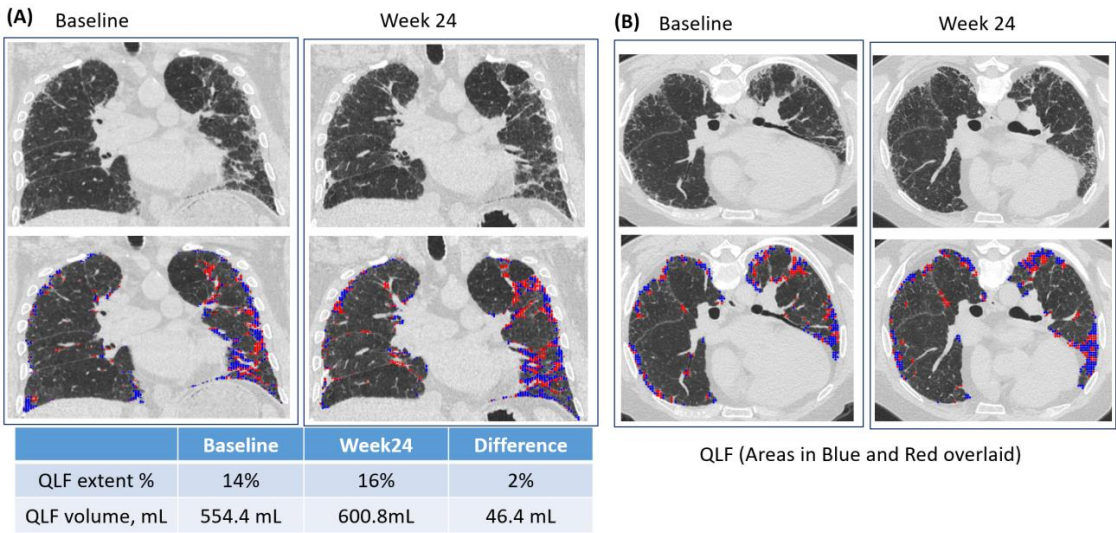 (A) Baseline Week 24
(B) Baseline Week 24
Baseline Week24 Difference
QLF extent % 14% 16% 2%
QLF volume, mL 554.4 mL 600.8mL 46.4 mL
QLF (Areas in Blue and Red overlaid)